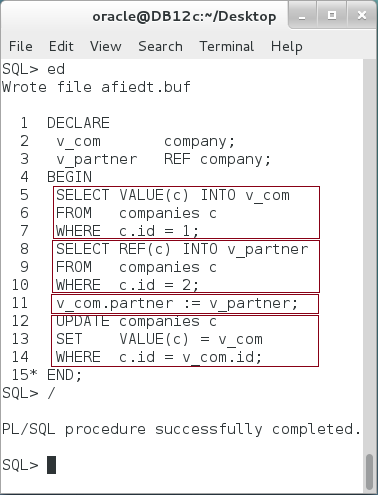 oracle@DB12c:~/Desktop
File Edit View Search Terminal Help
SQL> ed
Wrote file afiedt.buf
1 DECLARE
2 v_com company;
3 v_partner REF company;
4 BEGIN
5 SELECT VALUE(c) INTO v_com
6 FROM companies c
7 WHERE c.id = 1;
8 SELECT REF(c) INTO v_partner
9 FROM companies c
10 WHERE c.id = 2;
11 v_com.partner := v_partner;
12 UPDATE companies c
13 SET VALUE(c) = v_com
14 WHERE c.id = v_com.id;
15* END;
SQL> /
PL/SQL procedure successfully completed.
SQL>